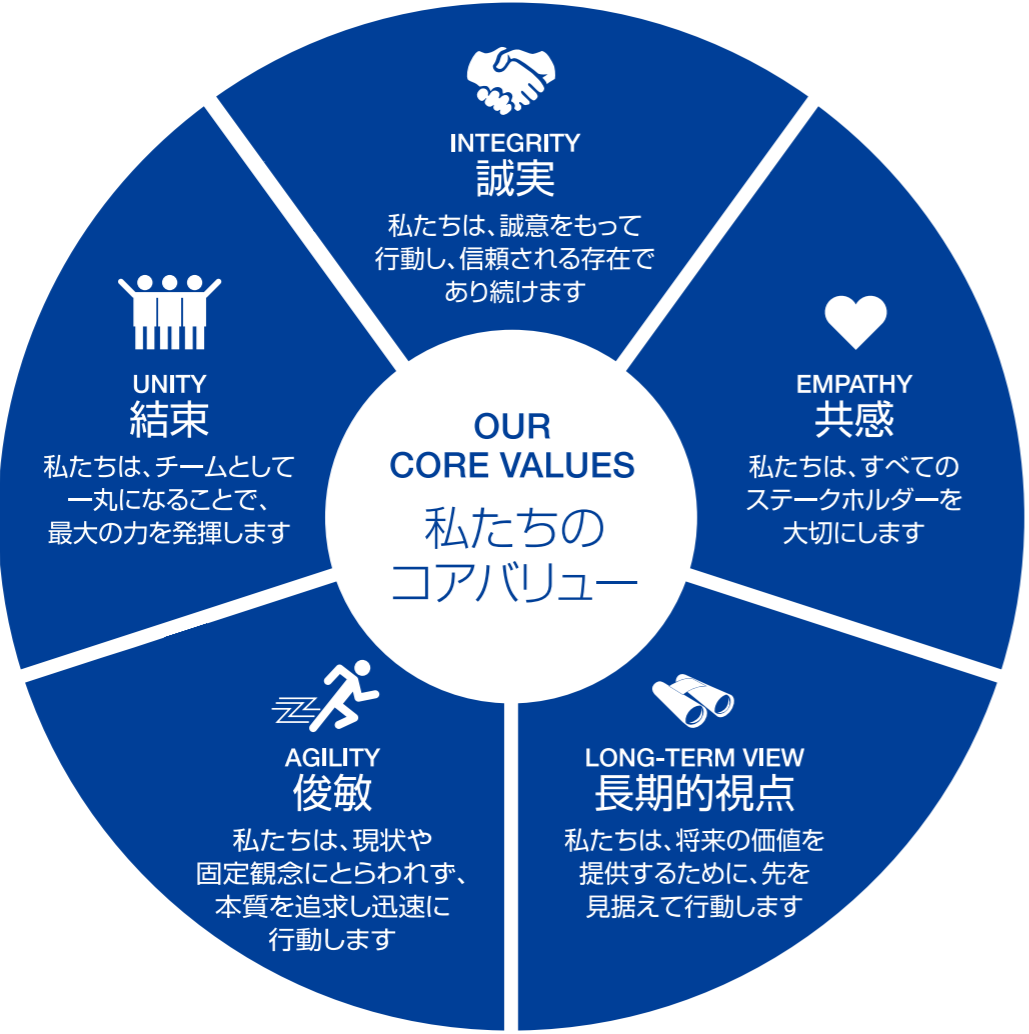 INTEGRITY
誠実
私たちは、誠意をもって
行動し、信頼される存在で
あり続けます
EMPATHY
共感
私たちは、すべての
ステークホルダーを
大切にします
LONG-TERM VIEW
長期的視点
私たちは、将来の価値を
提供するために、先を
見据えて行動します
AGILITY
俊敏
私たちは、現状や
固定観念にとらわれず、
本質を追求し迅速に
行動します
UNITY
結束
私たちは、チームとして
一丸になることで、
最大の力を発揮します
OUR
CORE VALUES
私たちの
コアバリュー